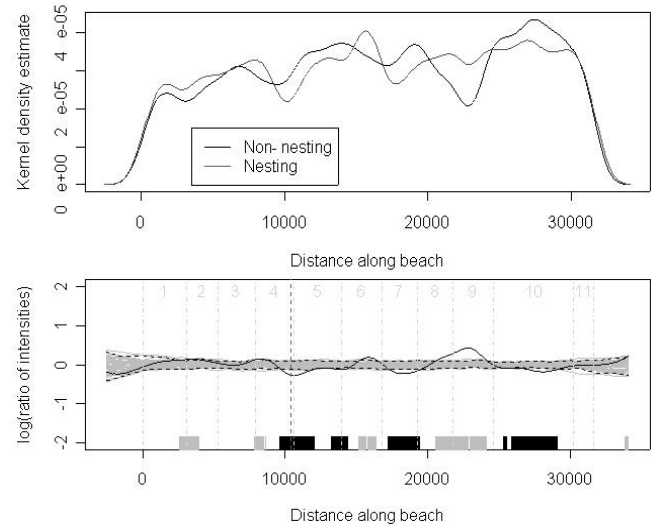 Kernel density estimate
0 e+00 2 e-05 4 e-05
Non- nesting
Nesting
0 10000 20000 30000
Distance along beach
log(ratio of intensities)
2
1
0
-1
-2
1 2 3 4 5 6 7 8 9 10 11
0 10000 20000 30000
Distance along beach